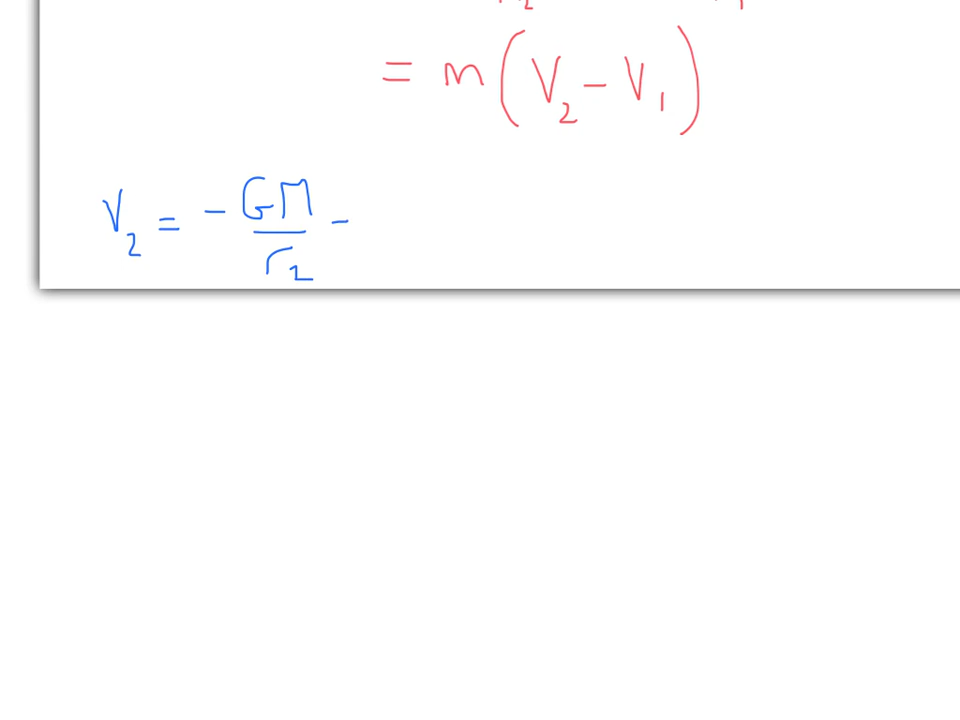 = m(V₂ - V₁)
V₂ = - GM/r₂ -